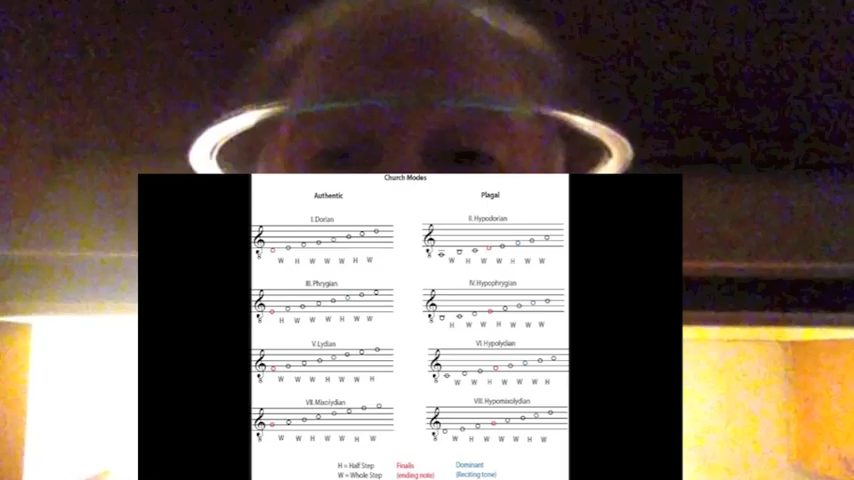 Church Modes
Authentic
Plagal
I. Dorian
II. Hypodorian
W H W W W H W
W H W W H W W
III. Phrygian
IV. Hypophrygian
H W W W H W W
H W W H W W W
V. Lydian
VI. Hypolydian
W W W H W W H
W W H W W W H
VII. Mixolydian
VIII. Hypomixolydian
W W H W W H W
W H W W W H W
H = Half Step
Finalis
Dominant
W = Whole Step
(ending note)
(Reciting tone)